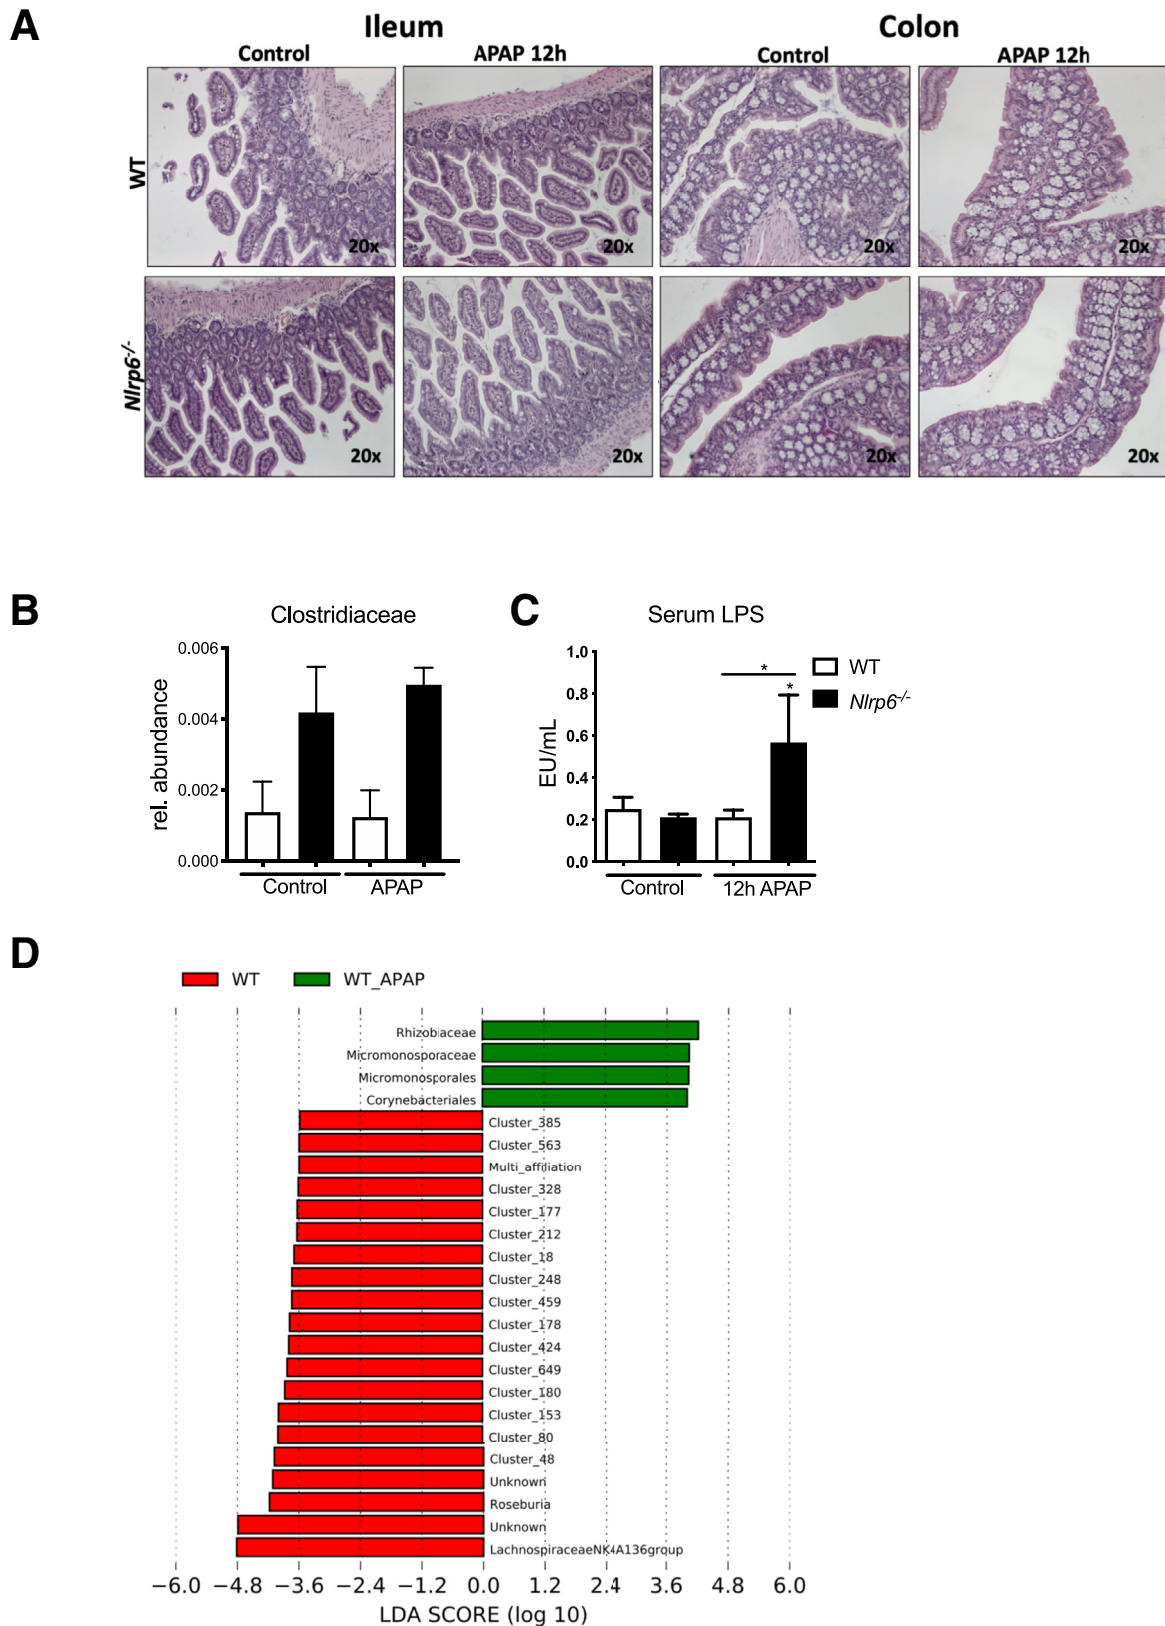 A
Ileum
Colon
Control
APAP 12h
Control
APAP 12h
WT
20x
20x
20x
20x
Nlrp6-/-
20x
20x
20x
20x
B
Clostridiaceae
rel. abundance
0.006
0.004
0.002
0.000
Control
APAP
C
Serum LPS
EU/mL
1.0
0.8
0.6
0.4
0.2
0.0
*
*
WT
Nlrp6-/-
Control
12h APAP
D
WT
WT_APAP
Rhizobiaceae
Micromonosporaceae
Micromonosporales
Corynebacteriales
Cluster_385
Cluster_563
Multi_affiliation
Cluster_328
Cluster_177
Cluster_212
Cluster_18
Cluster_248
Cluster_459
Cluster_178
Cluster_424
Cluster_649
Cluster_180
Cluster_153
Cluster_80
Cluster_48
Unknown
Roseburia
Unknown
LachnospiraceaeNK4A136group
−6.0 −4.8 −3.6 −2.4 −1.2 0.0 1.2 2.4 3.6 4.8 6.0
LDA SCORE (log 10)